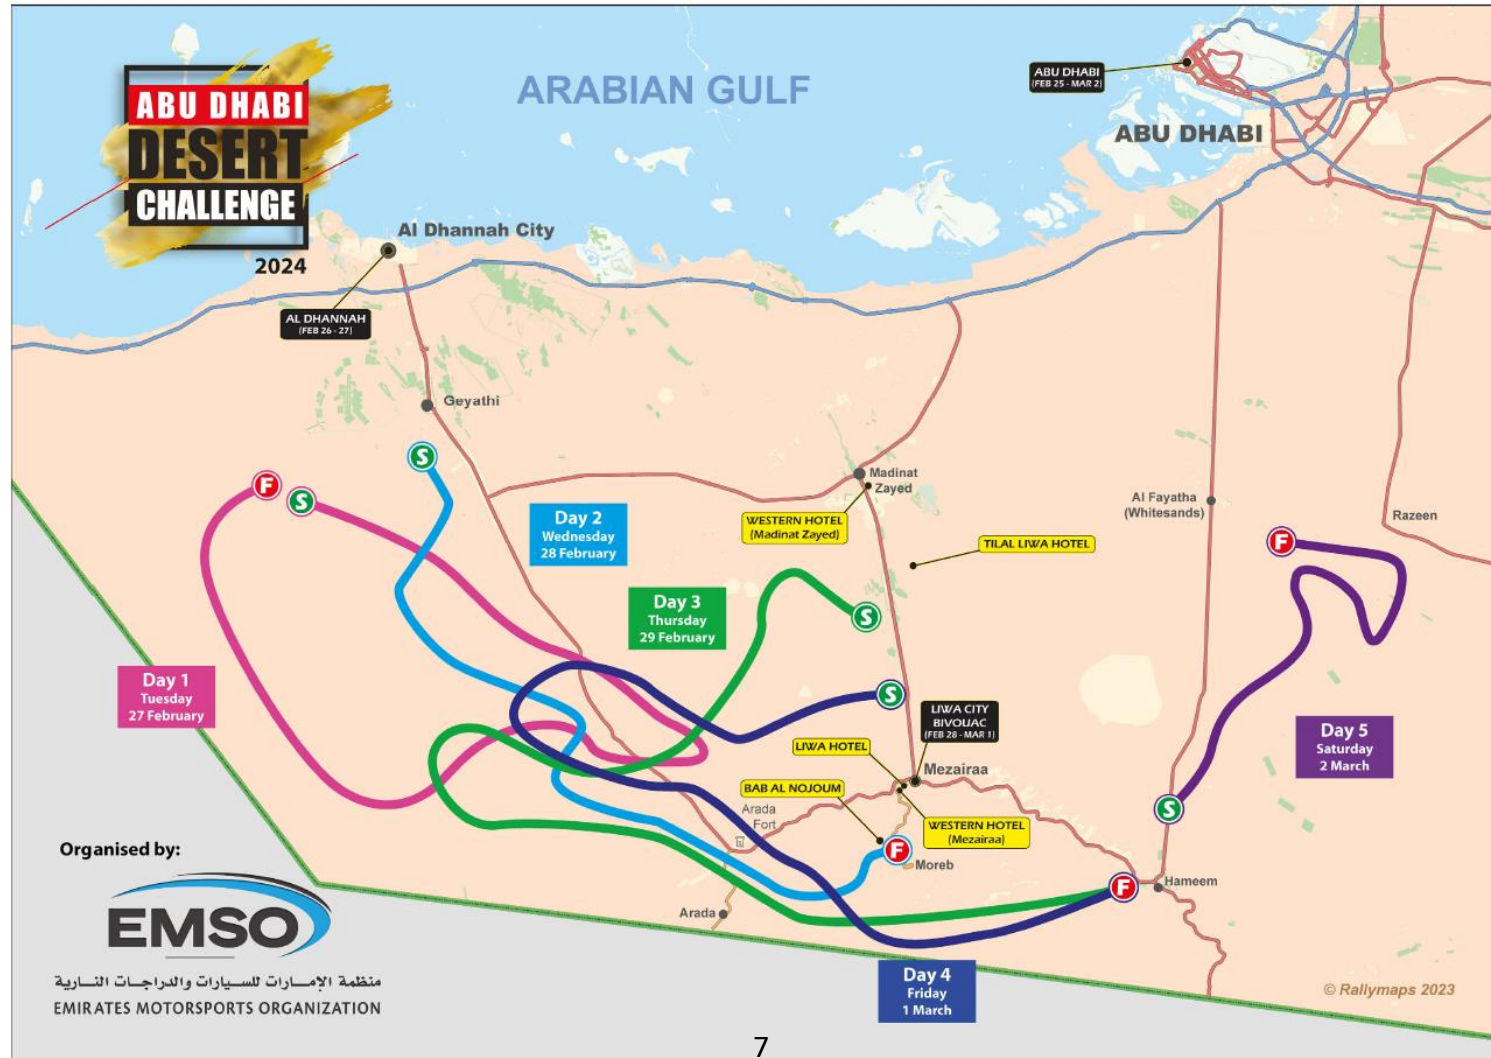 ABU DHABI
DESERT
CHALLENGE
2024
ARABIAN GULF
ABU DHABI
(FEB 25 - MAR 2)
ABU DHABI
Al Dhannah City
AL DHANNAH
(FEB 26 - 27)
Geyathi
F
S
S
Madinat
Zayed
WESTERN HOTEL
(Madinat Zayed)
TILAL LIWA HOTEL
Al Fayatha
(Whitesands)
Razeen
F
Day 2
Wednesday
28 February
Day 3
Thursday
29 February
S
Day 1
Tuesday
27 February
S
LIWA CITY
BIVOUAC
(FEB 28 - MAR 1)
Day 5
Saturday
2 March
LIWA HOTEL
Mezairaa
BAB AL NOJOUM
Arada
Fort
WESTERN HOTEL
(Mezairaa)
S
F
Moreb
F
Hameem
Arada
Day 4
Friday
1 March
Organised by:
EMSO
منظمة الإمارات للسيارات والدراجات النارية
EMIRATES MOTORSPORTS ORGANIZATION
© Rallymaps 2023
7